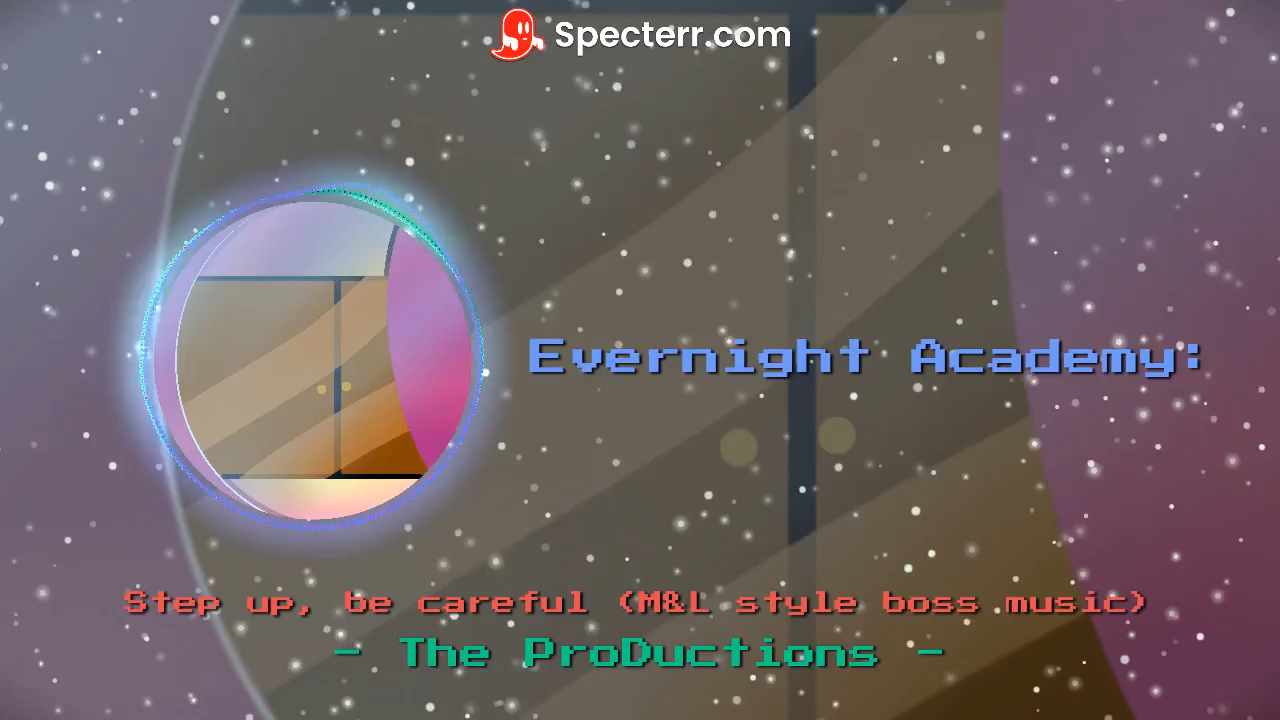 Specterr.com
Evernight Academy:
Step up, be careful (M&L style boss music)
- The ProDuctions -